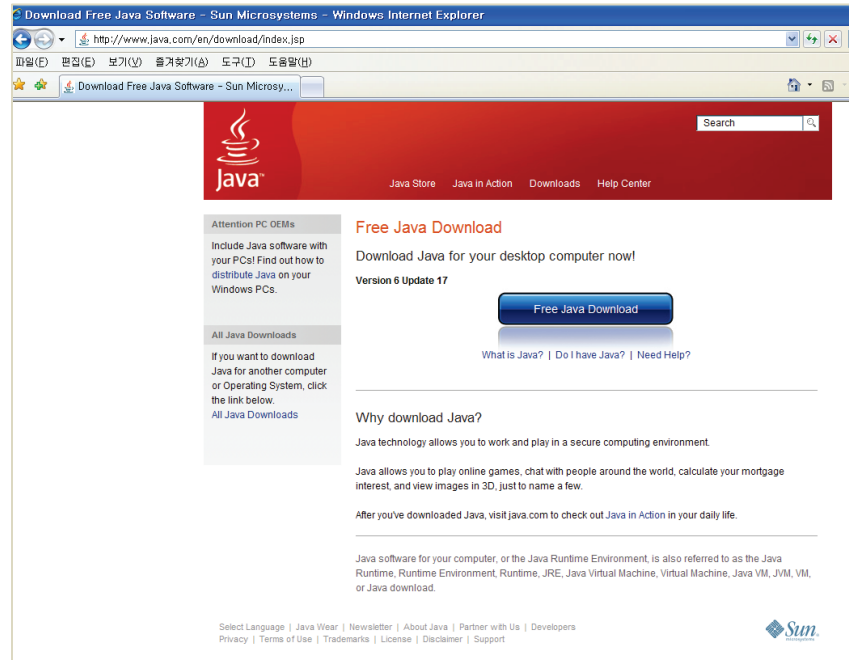 Download Free Java Software - Sun Microsystems - Windows Internet Explorer
http://www.java.com/en/download/index.jsp
파일(F) 편집(E) 보기(V) 즐겨찾기(A) 도구(T) 도움말(H)
Download Free Java Software - Sun Microsy...
Java™
Search
Java Store Java in Action Downloads Help Center
Attention PC OEMs
Include Java software with
your PCs! Find out how to
distribute Java on your
Windows PCs.
All Java Downloads
If you want to download
Java for another computer
or Operating System, click
the link below.
All Java Downloads
Free Java Download
Download Java for your desktop computer now!
Version 6 Update 17
Free Java Download
What is Java? | Do I have Java? | Need Help?
Why download Java?
Java technology allows you to work and play in a secure computing environment.
Java allows you to play online games, chat with people around the world, calculate your mortgage
interest, and view images in 3D, just to name a few.
After you've downloaded Java, visit java.com to check out Java in Action in your daily life.
Java software for your computer, or the Java Runtime Environment, is also referred to as the Java
Runtime, Runtime Environment, Runtime, JRE, Java Virtual Machine, Virtual Machine, Java VM, JVM, VM,
or Java download.
Select Language | Java Wear | Newsletter | About Java | Partner with Us | Developers
Privacy | Terms of Use | Trademarks | License | Disclaimer | Support
Sun
microsystems